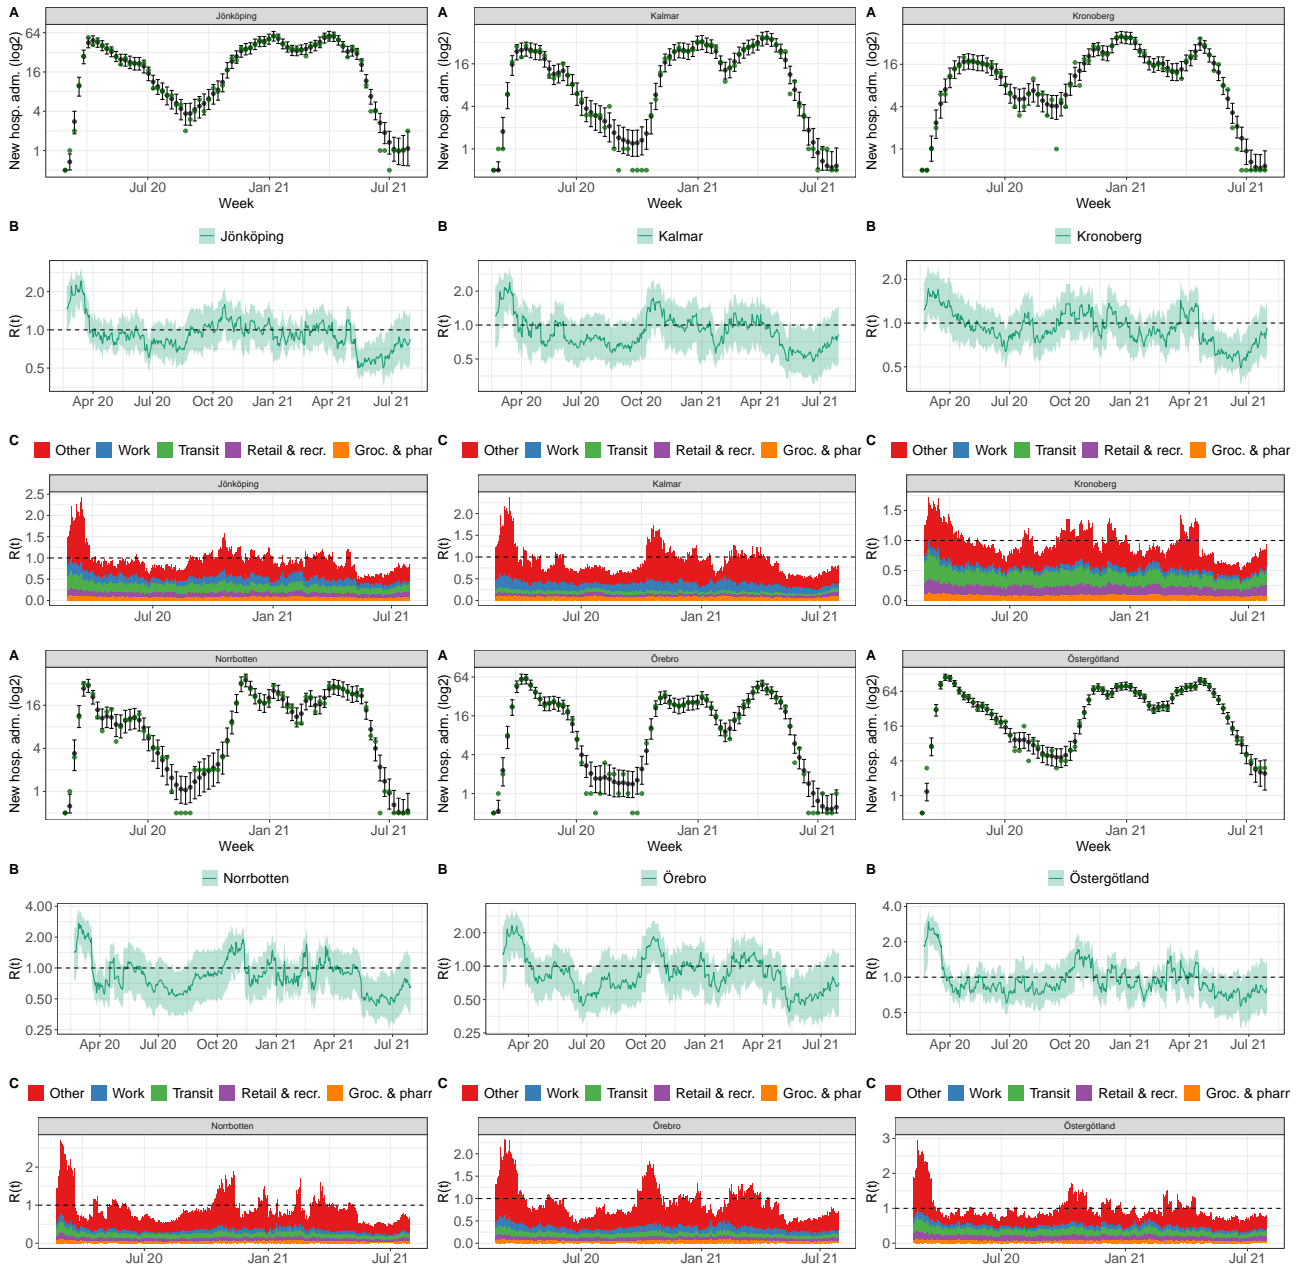 A
Jönköping
New hosp. adm. (log2)
64
16
4
1
Jul 20
Jan 21
Jul 21
Week
A
Kalmar
New hosp. adm. (log2)
16
4
1
Jul 20
Jan 21
Jul 21
Week
A
Kronoberg
New hosp. adm. (log2)
16
4
1
Jul 20
Jan 21
Jul 21
Week
B
Jönköping
R(t)
2.0
1.0
0.5
Apr 20 Jul 20 Oct 20 Jan 21 Apr 21 Jul 21
B
Kalmar
R(t)
2.0
1.0
0.5
Apr 20 Jul 20 Oct 20 Jan 21 Apr 21 Jul 21
B
Kronoberg
R(t)
2.0
1.0
0.5
Apr 20 Jul 20 Oct 20 Jan 21 Apr 21 Jul 21
C
Other Work Transit Retail & recr. Groc. & phar
Jönköping
R(t)
2.5
2.0
1.5
1.0
0.5
0.0
Jul 20
Jan 21
Jul 21
C
Other Work Transit Retail & recr. Groc. & phar
Kalmar
R(t)
2.0
1.5
1.0
0.5
0.0
Jul 20
Jan 21
Jul 21
C
Other Work Transit Retail & recr. Groc. & phar
Kronoberg
R(t)
1.5
1.0
0.5
0.0
Jul 20
Jan 21
Jul 21
A
Norrbotten
New hosp. adm. (log2)
16
4
1
Jul 20
Jan 21
Jul 21
Week
A
Örebro
New hosp. adm. (log2)
64
16
4
1
Jul 20
Jan 21
Jul 21
Week
A
Östergötland
New hosp. adm. (log2)
64
16
4
1
Jul 20
Jan 21
Jul 21
Week
B
Norrbotten
R(t)
4.00
2.00
1.00
0.50
0.25
Apr 20 Jul 20 Oct 20 Jan 21 Apr 21 Jul 21
B
Örebro
R(t)
2.00
1.00
0.50
0.25
Apr 20 Jul 20 Oct 20 Jan 21 Apr 21 Jul 21
B
Östergötland
R(t)
4.0
2.0
1.0
0.5
Apr 20 Jul 20 Oct 20 Jan 21 Apr 21 Jul 21
C
Other Work Transit Retail & recr. Groc. & pharr
Norrbotten
R(t)
2
1
0
Jul 20
Jan 21
Jul 21
C
Other Work Transit Retail & recr. Groc. & phar
Örebro
R(t)
2.0
1.5
1.0
0.5
0.0
Jul 20
Jan 21
Jul 21
C
Other Work Transit Retail & recr. Groc. & phar
Östergötland
R(t)
3
2
1
0
Jul 20
Jan 21
Jul 21